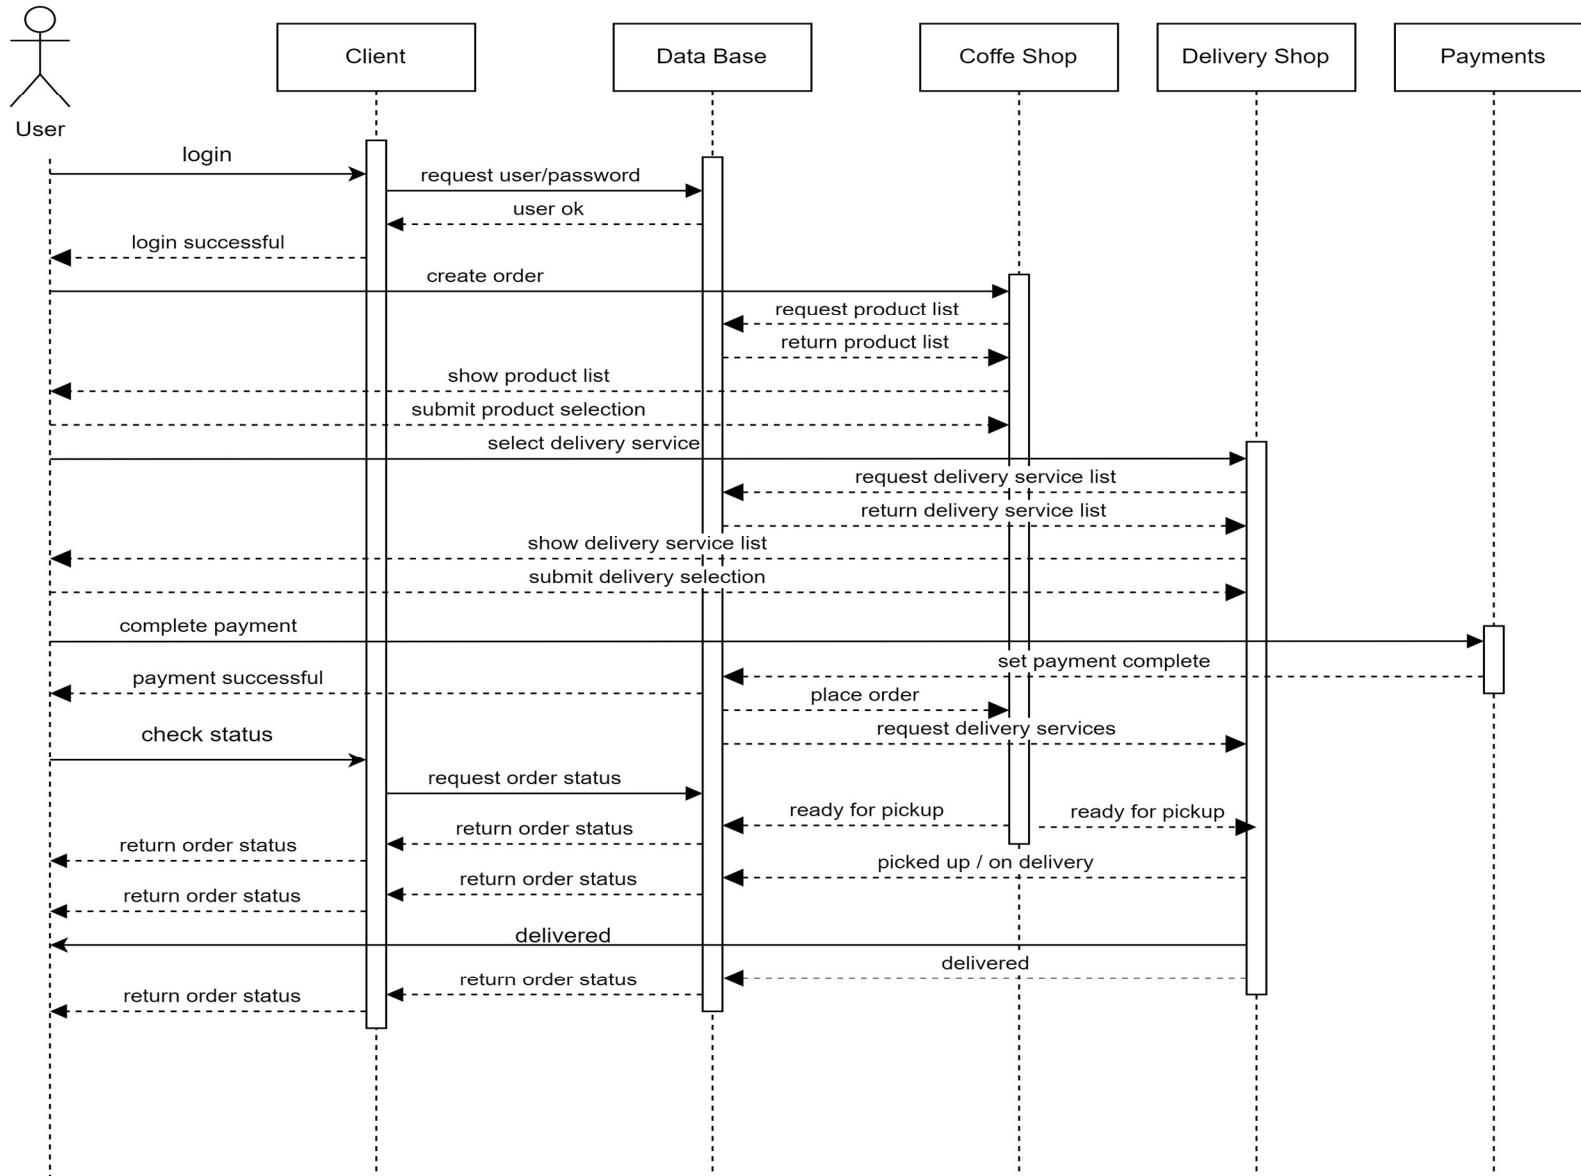 Client
Data Base
Coffe Shop
Delivery Shop
Payments
User
login
request user/password
user ok
login successful
create order
request product list
return product list
show product list
submit product selection
select delivery service
request delivery service list
return delivery service list
show delivery service list
submit delivery selection
complete payment
set payment complete
payment successful
place order
request delivery services
check status
request order status
ready for pickup
ready for pickup
return order status
return order status
picked up / on delivery
return order status
return order status
delivered
delivered
return order status
return order status